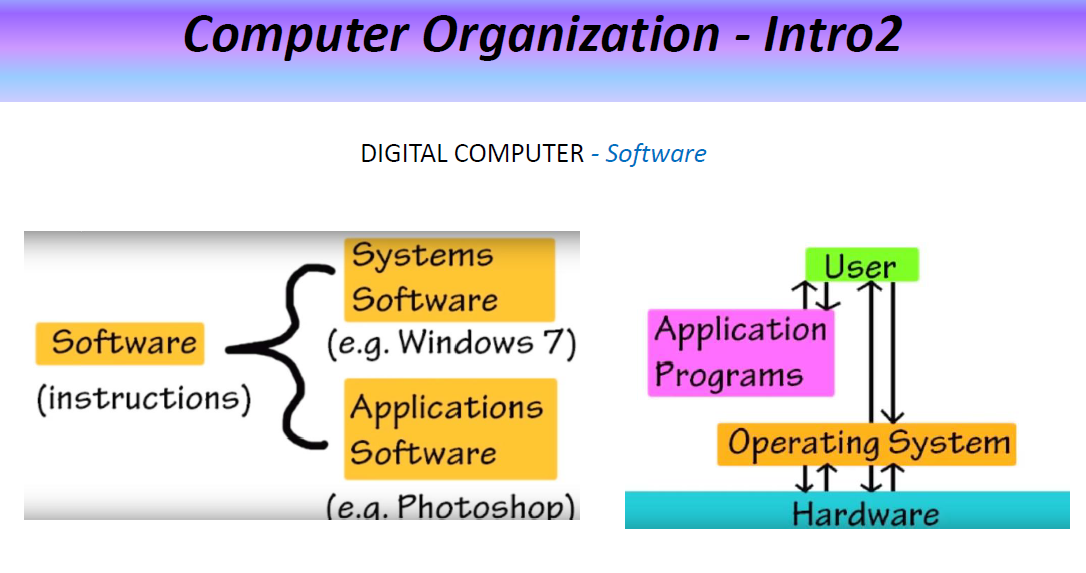 Computer Organization - Intro2
DIGITAL COMPUTER - Software
Software
(instructions)
Systems
Software
(e.g. Windows 7)
Applications
Software
(e.g. Photoshop)
User
Application
Programs
Operating System
Hardware